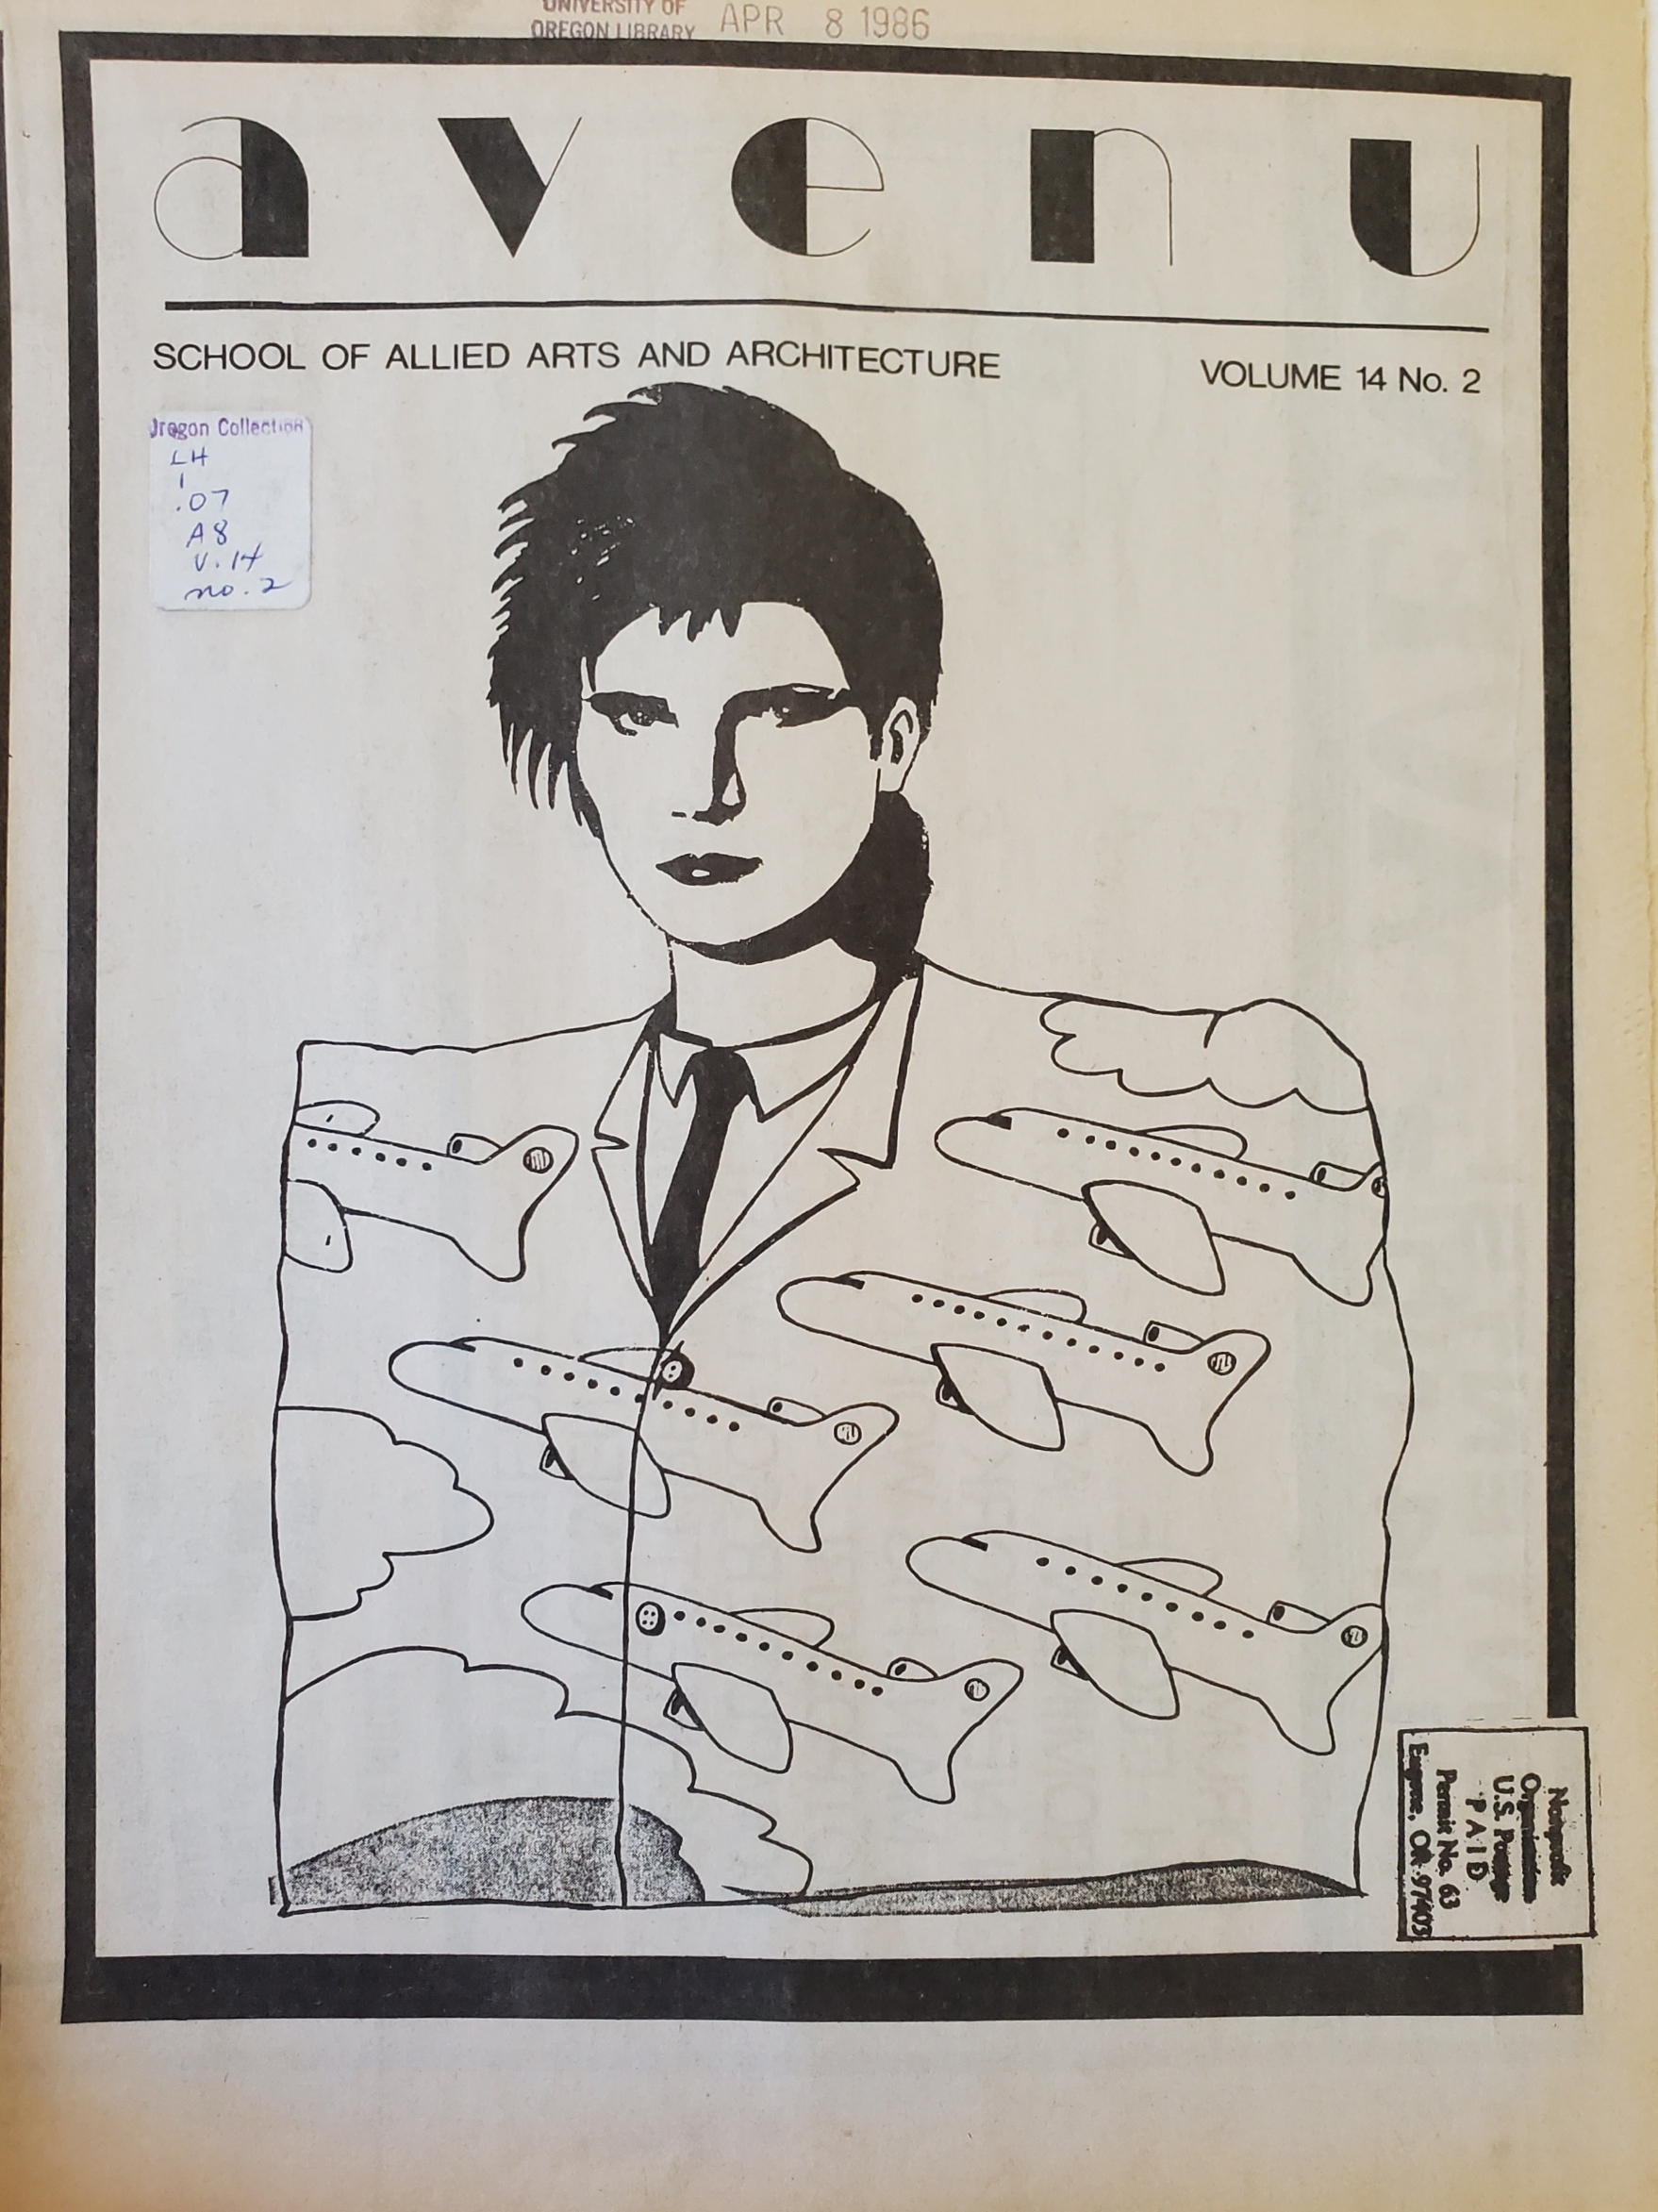 UNIVERSITY OF
OREGON LIBRARY APR 8 1986
avenu
SCHOOL OF ALLIED ARTS AND ARCHITECTURE VOLUME 14 No. 2
Oregon Collection
LH
1
.07
A8
v. 14
no. 2
Nonprofit
Organization
U.S. Postage
PAID
Permit No. 63
Eugene, OR 97403